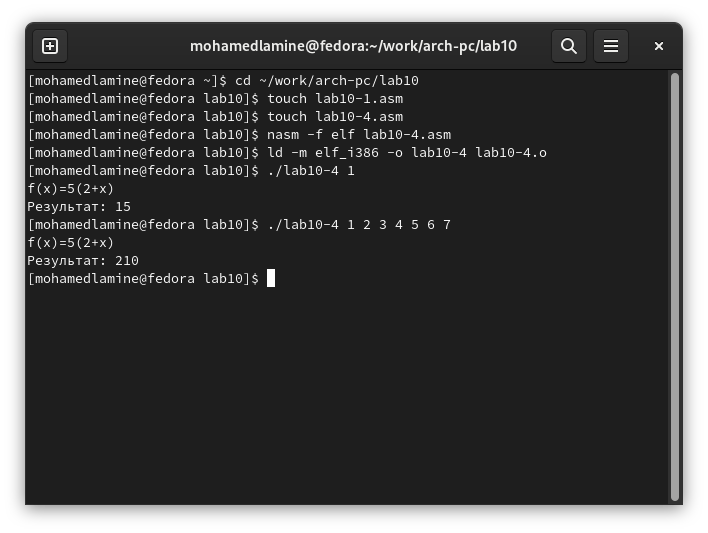 mohamedlamine@fedora:~/work/arch-pc/lab10
[mohamedlamine@fedora ~]$ cd ~/work/arch-pc/lab10
[mohamedlamine@fedora lab10]$ touch lab10-1.asm
[mohamedlamine@fedora lab10]$ touch lab10-4.asm
[mohamedlamine@fedora lab10]$ nasm -f elf lab10-4.asm
[mohamedlamine@fedora lab10]$ ld -m elf_i386 -o lab10-4 lab10-4.o
[mohamedlamine@fedora lab10]$ ./lab10-4 1
f(x)=5(2+x)
Результат: 15
[mohamedlamine@fedora lab10]$ ./lab10-4 1 2 3 4 5 6 7
f(x)=5(2+x)
Результат: 210
[mohamedlamine@fedora lab10]$